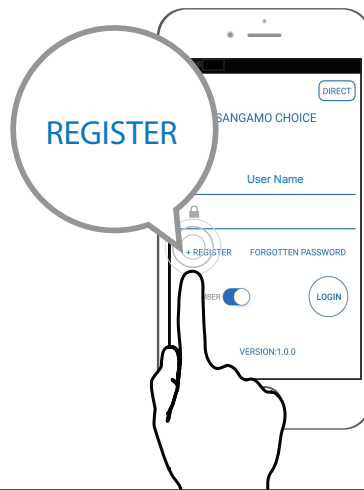 REGISTER
DIRECT
SANGAMO CHOICE
User Name
+ REGISTER FORGOTTEN PASSWORD
LOGIN
VERSION:1.0.0